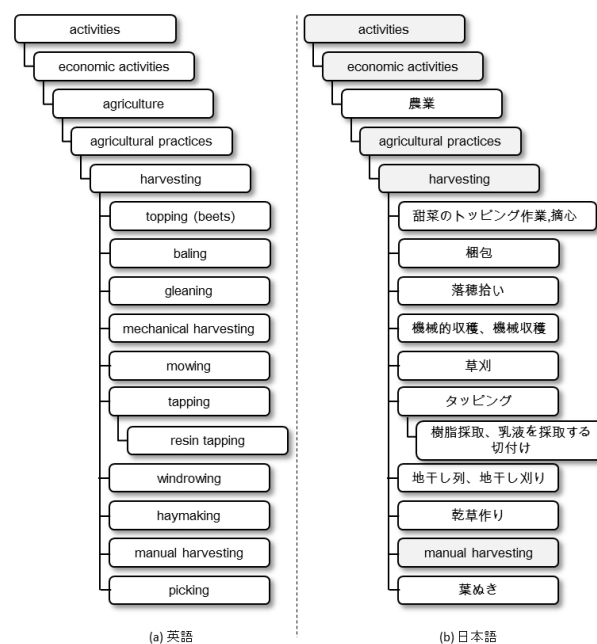 activities
economic activities
agriculture
agricultural practices
harvesting
topping (beets)
baling
gleaning
mechanical harvesting
mowing
tapping
resin tapping
windrowing
haymaking
manual harvesting
picking
(a) 英語
activities
economic activities
農業
agricultural practices
harvesting
甜菜のトッピング作業,摘心
梱包
落穂拾い
機械的収穫、機械収穫
草刈
タッピング
樹脂採取、乳液を採取する
切付け
地干し列、地干し刈り
乾草作り
manual harvesting
葉ぬき
(b) 日本語